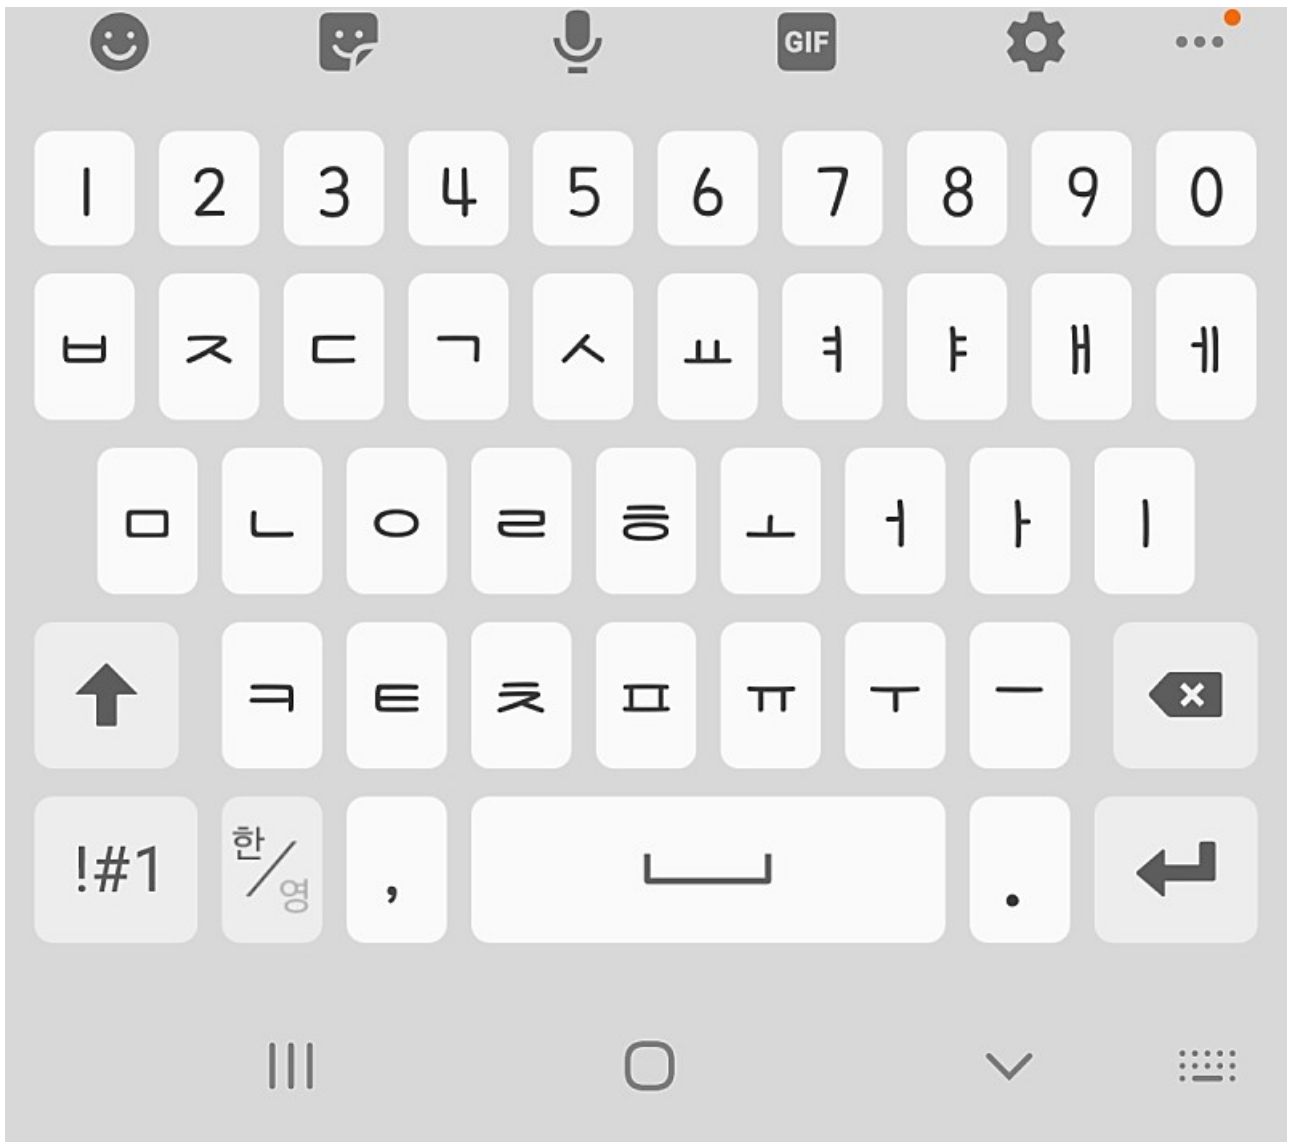 GIF
1 2 3 4 5 6 7 8 9 0
ㅂ ㅈ ㄷ ㄱ ㅅ ㅛ ㅕ ㅑ ㅐ ㅔ
ㅁ ㄴ ㅇ ㄹ ㅎ ㅗ ㅓ ㅏ ㅣ
ㅋ ㅌ ㅊ ㅍ ㅠ ㅜ ㅡ
!#1 한/영 , .